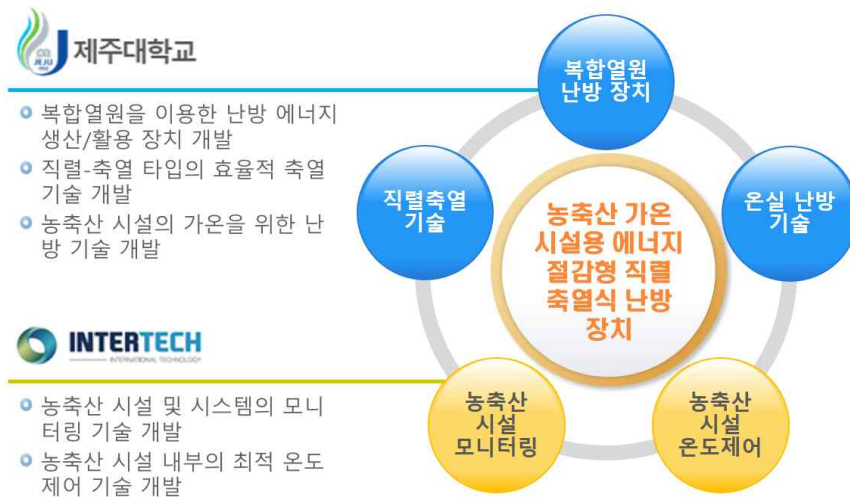 제주대학교
JEJU
복합열원을 이용한 난방 에너지
생산/활용 장치 개발
직렬-축열 타입의 효율적 축열
기술 개발
농축산 시설의 가온을 위한 난
방 기술 개발
INTERTECH
INTERNATIONAL TECHNOLOGY
농축산 시설 및 시스템의 모니
터링 기술 개발
농축산 시설 내부의 최적 온도
제어 기술 개발
복합열원
난방 장치
직렬축열
기술
온실 난방
기술
농축산 가온
시설용 에너지
절감형 직렬
축열식 난방
장치
농축산
시설
모니터링
농축산
시설
온도제어